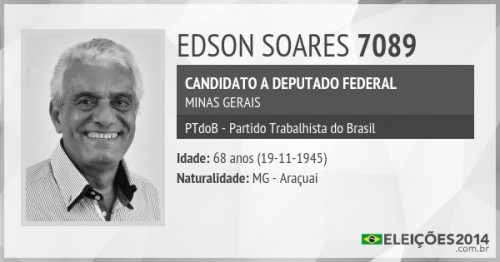 EDSON SOARES 7089
CANDIDATO A DEPUTADO FEDERAL
MINAS GERAIS
PTdoB - Partido Trabalhista do Brasil
Idade: 68 anos (19-11-1945)
Naturalidade: MG - Araçuai
ELEIÇÕES2014
.com.br